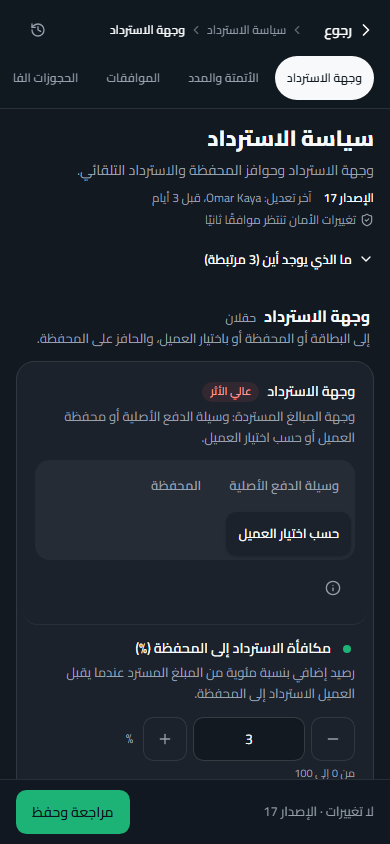 رجوع
سياسة الاسترداد
وجهة الاسترداد
وجهة الاسترداد
الأتمتة والمدد
الموافقات
الحجوزات الفا
سياسة الاسترداد
وجهة الاسترداد وحوافز المحفظة والاسترداد التلقائي.
الإصدار 17 آخر تعديل: Omar Kaya، قبل 3 أيام
تغييرات الأمان تنتظر موافقًا ثانيًا
ما الذي يوجد أين (3 مرتبطة)
وجهة الاسترداد حقلان
إلى البطاقة أو المحفظة أو باختيار العميل، والحافز على المحفظة.
وجهة الاسترداد عالي الأثر
وجهة المبالغ المستردة: وسيلة الدفع الأصلية أو محفظة
العميل أو حسب اختيار العميل.
وسيلة الدفع الأصلية
المحفظة
حسب اختيار العميل
مكافأة الاسترداد إلى المحفظة (%)
رصيد إضافي بنسبة مئوية من المبلغ المسترد عندما يقبل
العميل الاسترداد إلى المحفظة.
− 3 + %
من 0 إلى 100
لا تغييرات · الإصدار 17
مراجعة وحفظ